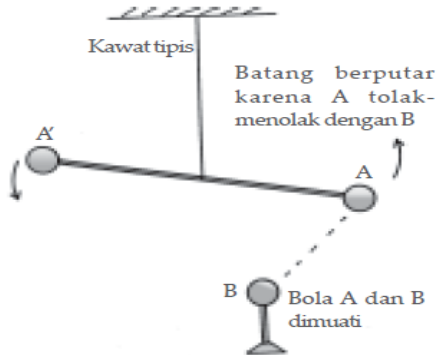 Kawat tipis
Batang berputar
karena A tolak-
menolak dengan B
A′
A
B
Bola A dan B
dimuati